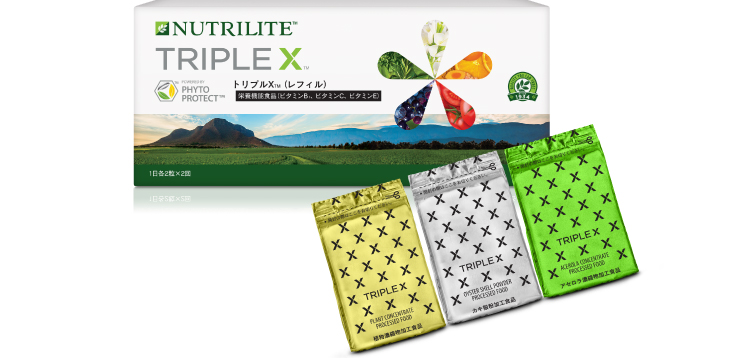 NUTRILITE™
TRIPLE X™
POWERED BY
PHYTO
PROTECT™
トリプルX™（レフィル）
栄養機能食品（ビタミンB₁、ビタミンC、ビタミンE）
1934
1日各2粒×2回
TRIPLE X
PLANT CONCENTRATE
PROCESSED FOOD
植物濃縮物加工食品
TRIPLE X
OYSTER SHELL POWDER
PROCESSED FOOD
カキ殻粉加工食品
TRIPLE X
ACEROLA CONCENTRATE
PROCESSED FOOD
アセロラ濃縮物加工食品